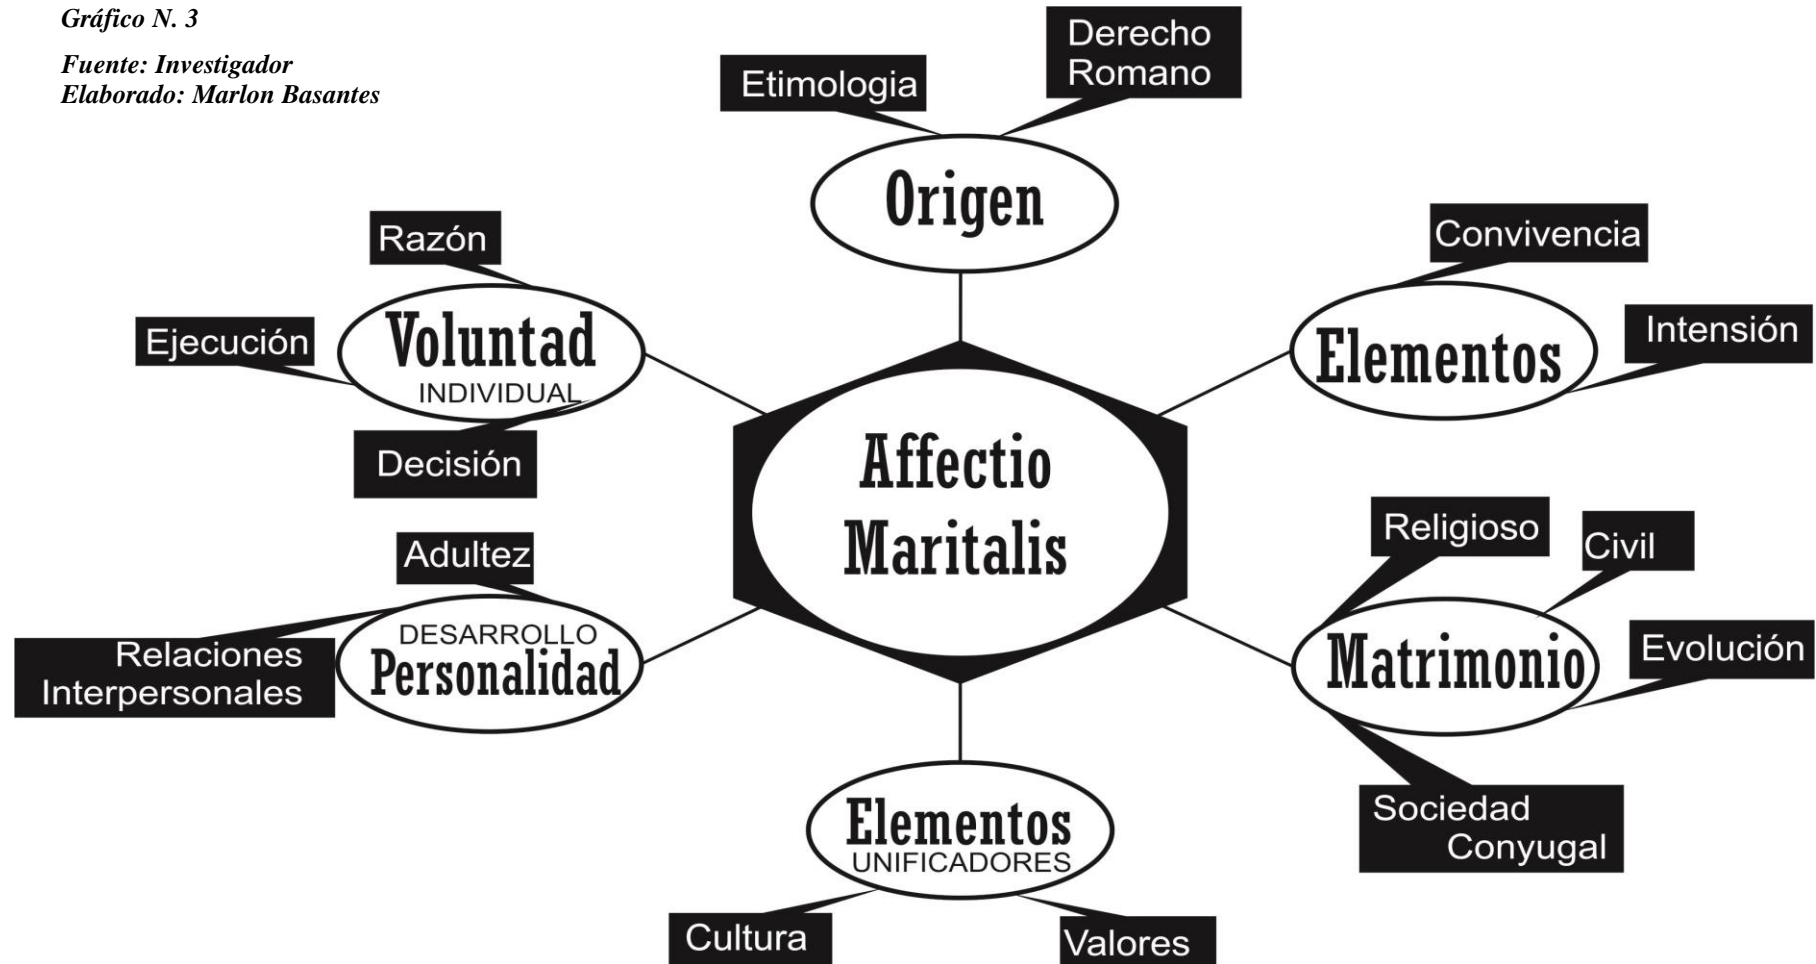 Gráfico N. 3
Fuente: Investigador
Elaborado: Marlon Basantes
Etimologia
Derecho
Romano
Origen
Razón
Ejecución
Voluntad
INDIVIDUAL
Decisión
Convivencia
Intensión
Elementos
Affectio
Maritalis
Adultez
Relaciones
Interpersonales
DESARROLLO
Personalidad
Religioso
Civil
Evolución
Matrimonio
Sociedad
Conyugal
Elementos
UNIFICADORES
Cultura
Valores